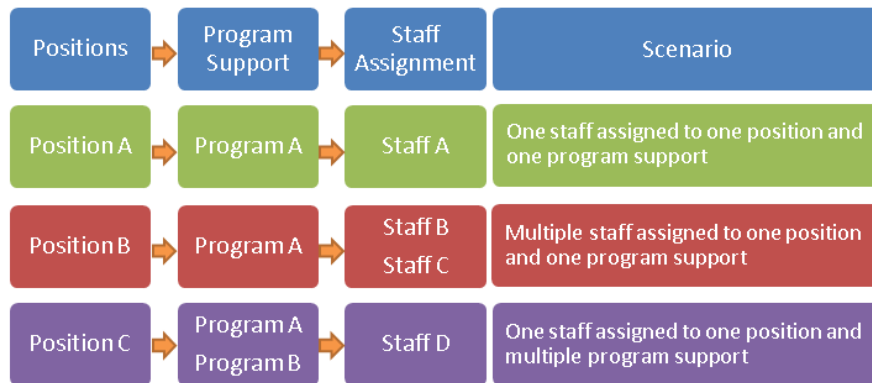 Positions
Program
Support
Staff
Assignment
Scenario
Position A
Program A
Staff A
One staff assigned to one position and
one program support
Position B
Program A
Staff B
Staff C
Multiple staff assigned to one position
and one program support
Position C
Program A
Program B
Staff D
One staff assigned to one position and
multiple program support